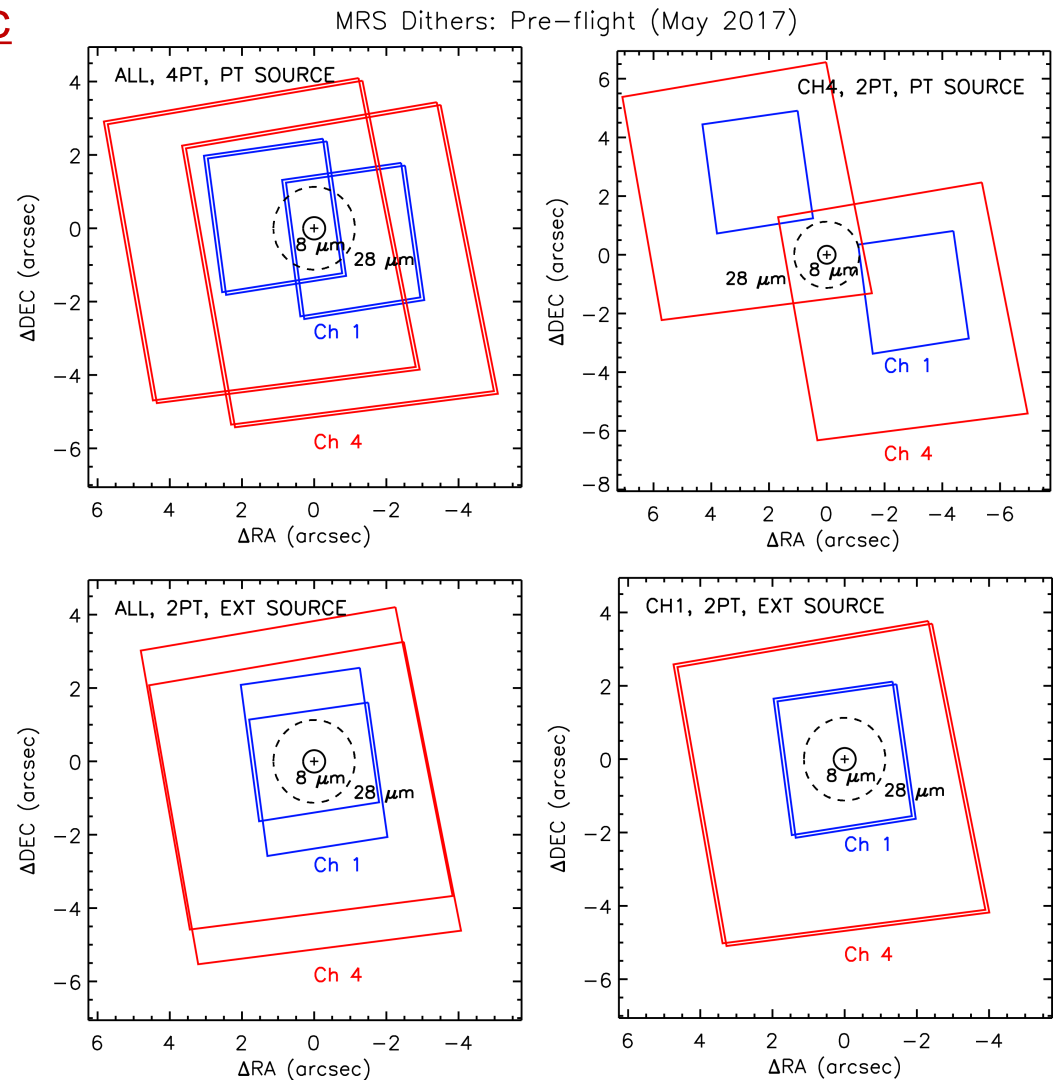 C
MRS Dithers: Pre-flight (May 2017)
ALL, 4PT, PT SOURCE
4
2
0
−2
−4
−6
6 4 2 0 −2 −4
ΔRA (arcsec)
ΔDEC (arcsec)
8 μm
28 μm
Ch 1
Ch 4
CH4, 2PT, PT SOURCE
6
4
2
0
−2
−4
−6
−8
6 4 2 0 −2 −4 −6
ΔRA (arcsec)
ΔDEC (arcsec)
8 μm
28 μm
Ch 1
Ch 4
ALL, 2PT, EXT SOURCE
4
2
0
−2
−4
−6
6 4 2 0 −2 −4
ΔRA (arcsec)
ΔDEC (arcsec)
8 μm
28 μm
Ch 1
Ch 4
CH1, 2PT, EXT SOURCE
4
2
0
−2
−4
−6
6 4 2 0 −2 −4
ΔRA (arcsec)
ΔDEC (arcsec)
8 μm
28 μm
Ch 1
Ch 4